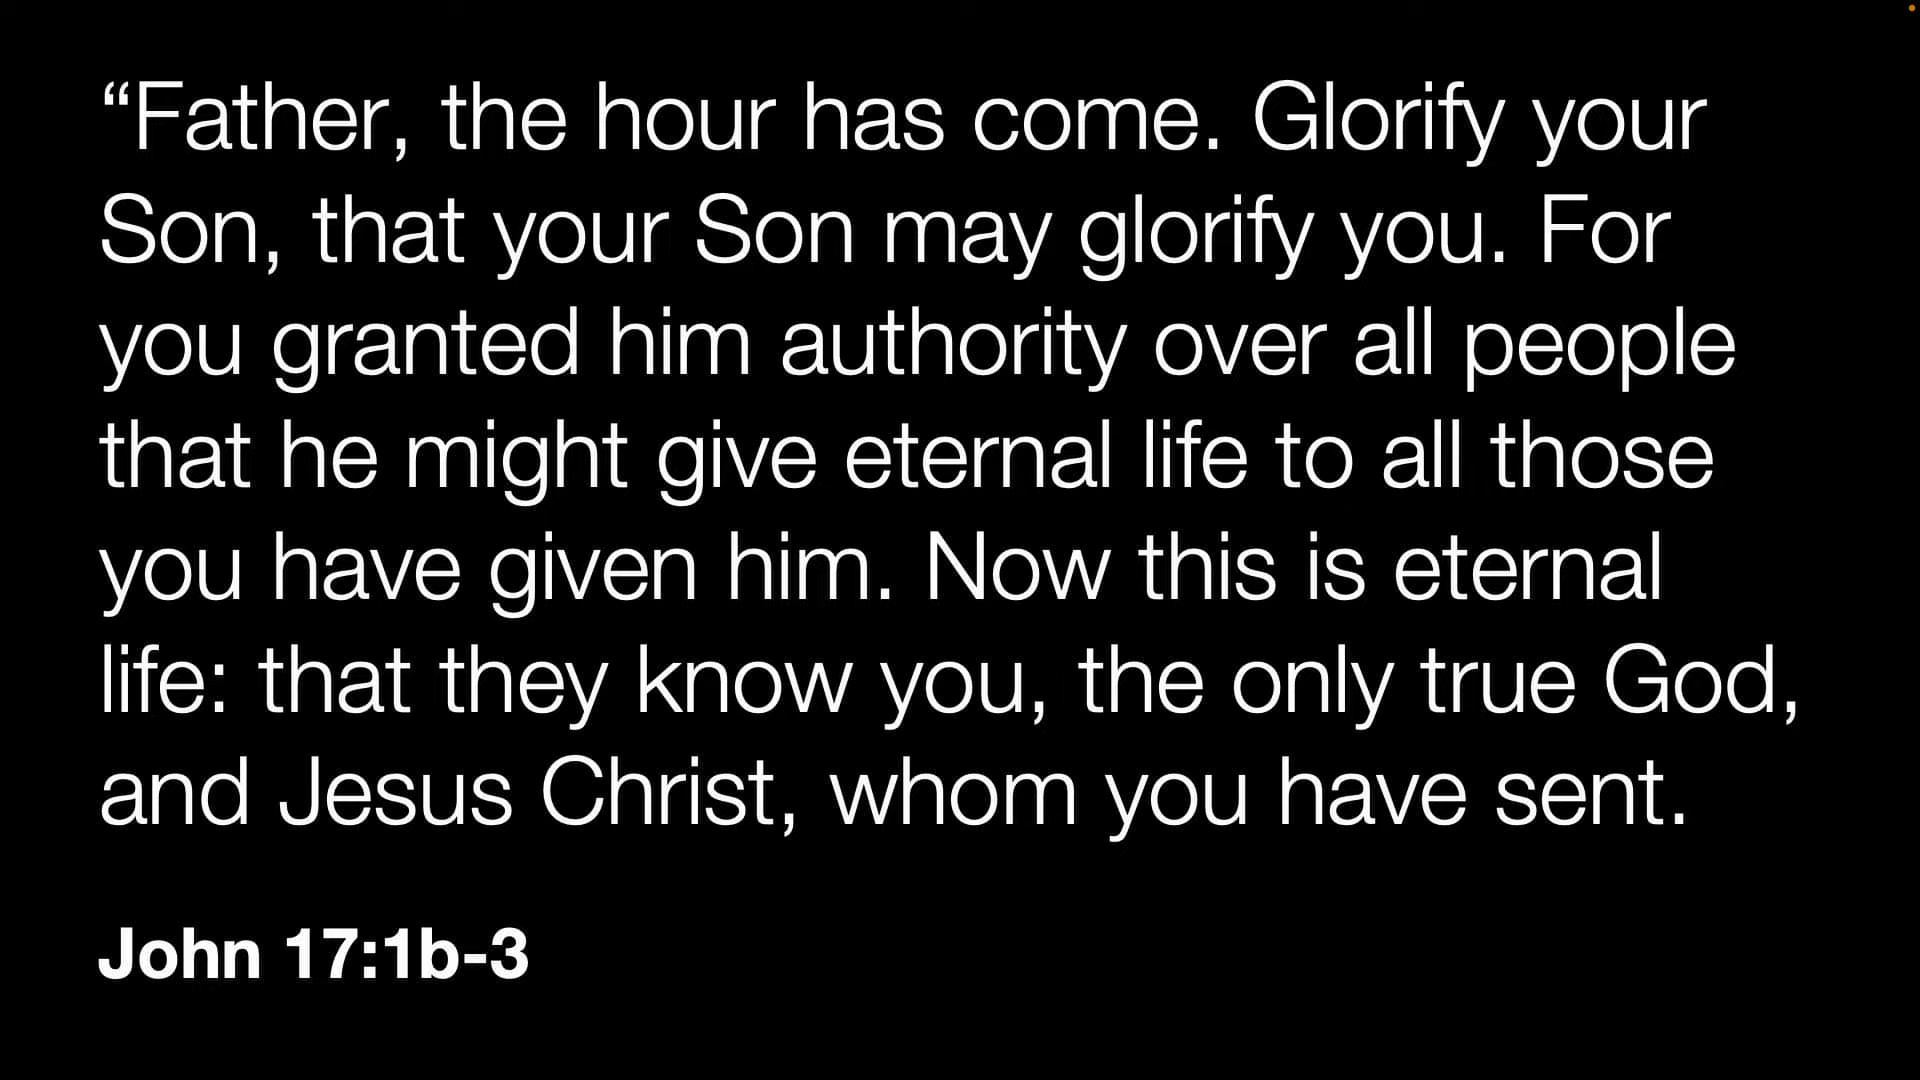 “Father, the hour has come. Glorify your
Son, that your Son may glorify you. For
you granted him authority over all people
that he might give eternal life to all those
you have given him. Now this is eternal
life: that they know you, the only true God,
and Jesus Christ, whom you have sent.
John 17:1b-3